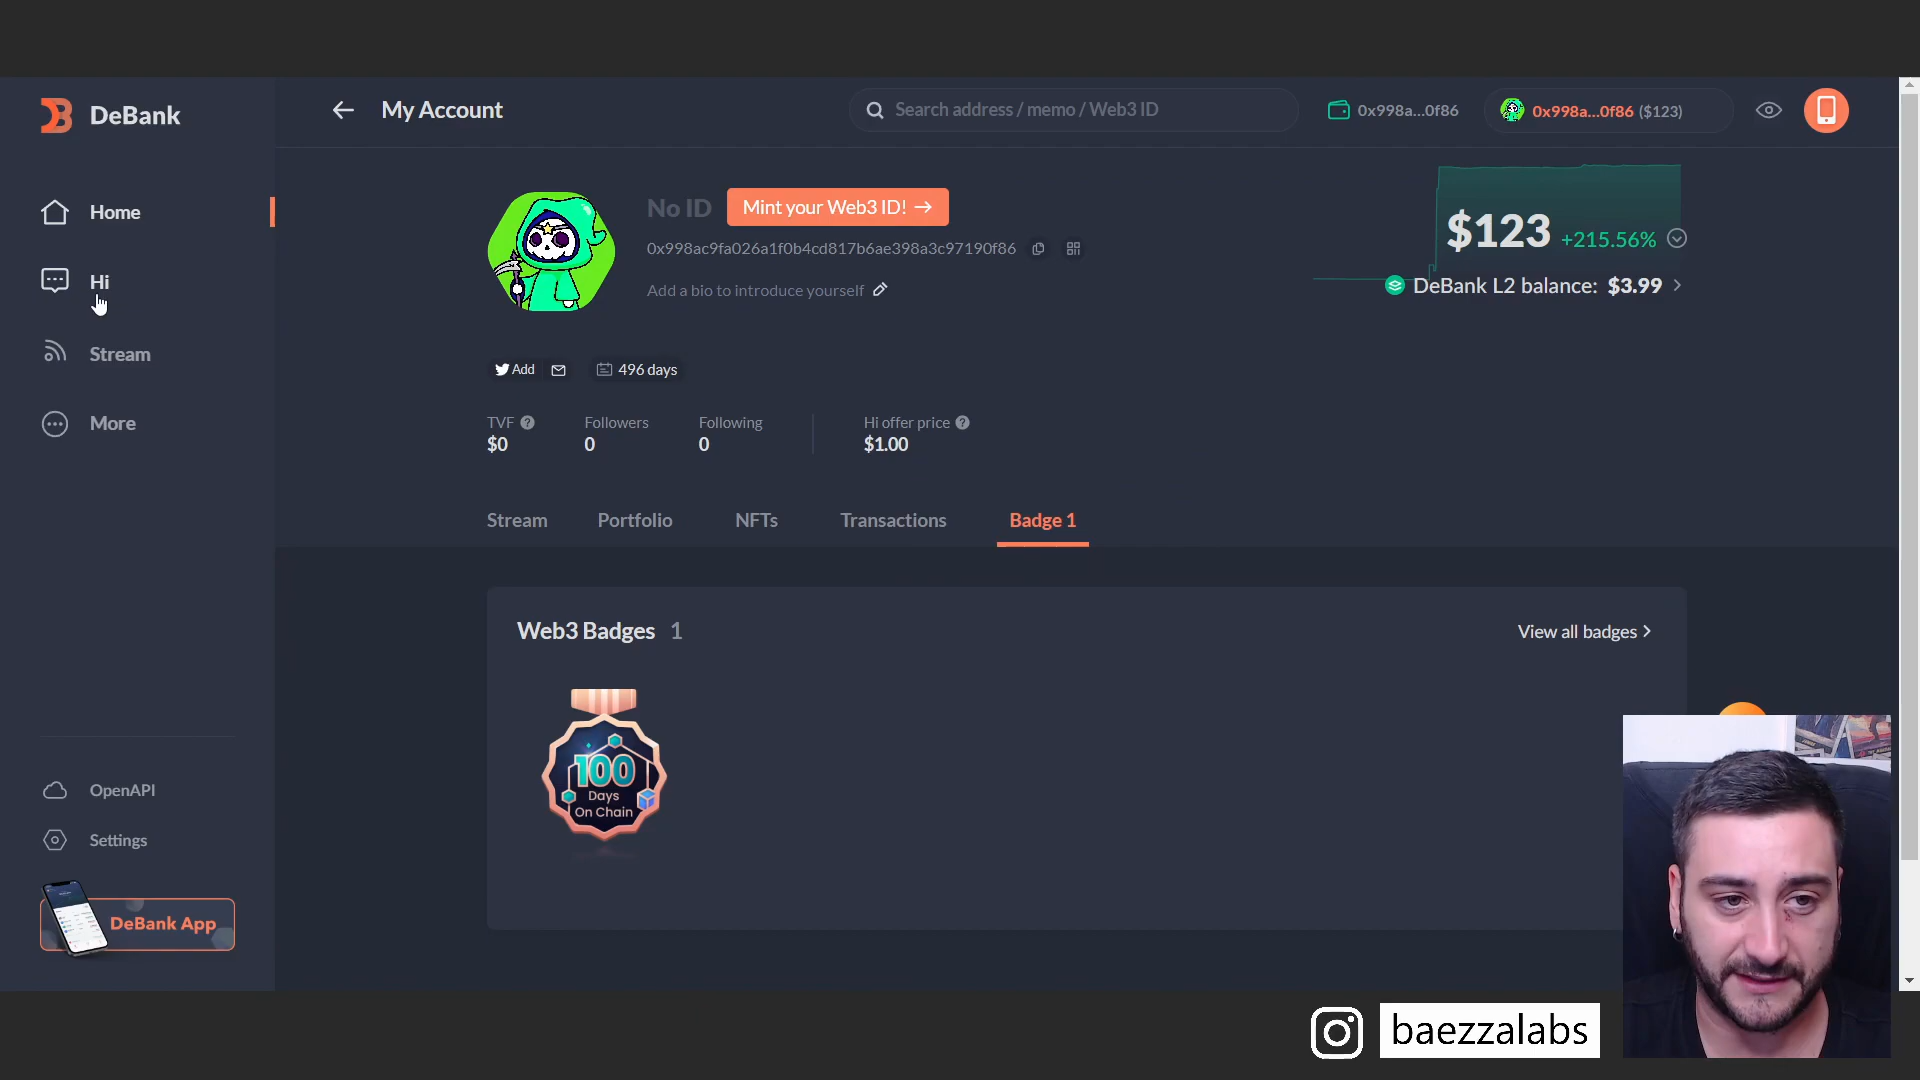 DeBank
My Account
Search address / memo / Web3 ID
0x998a...0f86
0x998a...0f86 ($123)
Home
Hi
Stream
More
No ID
Mint your Web3 ID! →
0x998ac9fa026a1f0b4cd817b6ae398a3c97190f86
Add a bio to introduce yourself
$123 +215.56%
DeBank L2 balance: $3.99
Add
496 days
TVF
$0
Followers
0
Following
0
Hi offer price
$1.00
Stream
Portfolio
NFTs
Transactions
Badge 1
Web3 Badges 1
View all badges
100
Days
On Chain
OpenAPI
Settings
DeBank App
baezzalabs